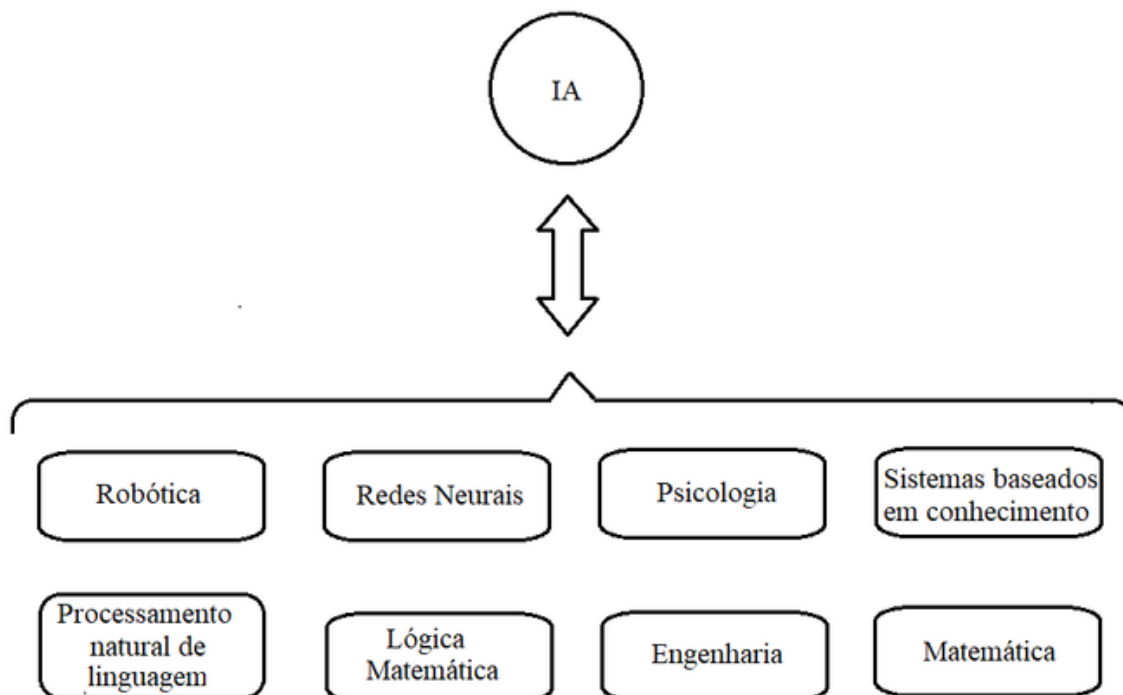 IA
Robótica
Redes Neurais
Psicologia
Sistemas baseados
em conhecimento
Processamento
natural de
linguagem
Lógica
Matemática
Engenharia
Matemática